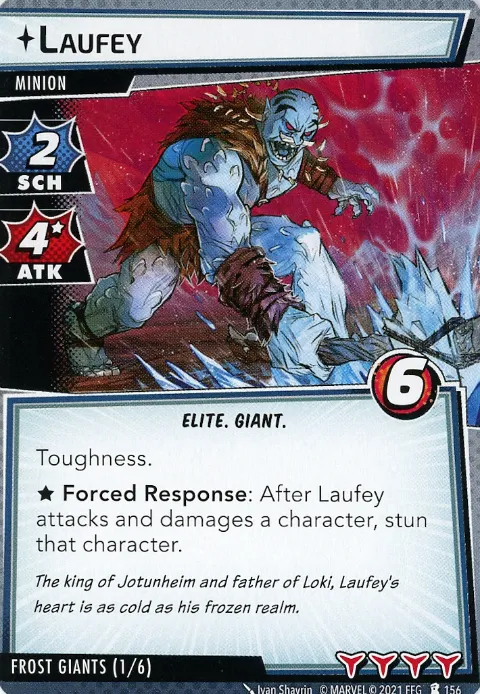 LAUFEY
MINION
2
SCH
4
ATK
6
ELITE. GIANT.
Toughness.
★ Forced Response: After Laufey
attacks and damages a character, stun
that character.
The king of Jotunheim and father of Loki, Laufey's
heart is as cold as his frozen realm.
FROST GIANTS (1/6)
Ivan Shavrin © MARVEL © 2021 FFG 156